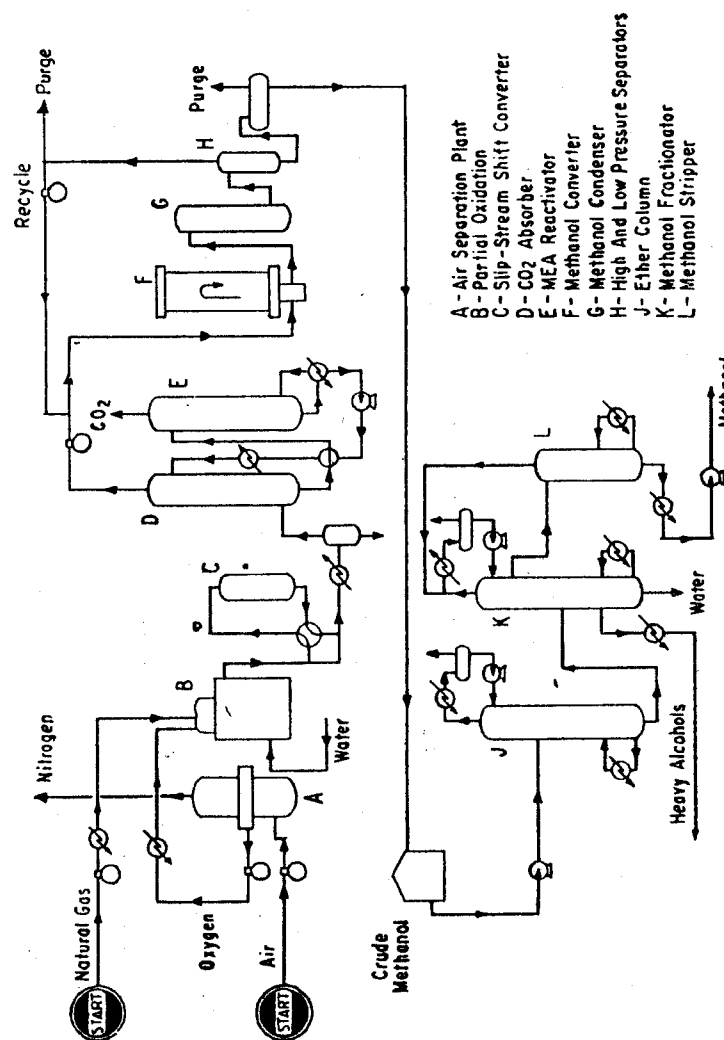 START
Natural Gas
START
Air
Oxygen
Nitrogen
A
B
Water
C
D
E
CO2
Recycle
Purge
F
G
H
Purge
Crude
Methanol
J
K
L
Heavy Alcohols
Water
A - Air Separation Plant
B - Partial Oxidation
C - Slip-Stream Shift Converter
D - CO2 Absorber
E - MEA Reactivator
F - Methanol Converter
G - Methanol Condenser
H - High And Low Pressure Separators
J - Ether Column
K - Methanol Fractionator
L - Methanol Stripper